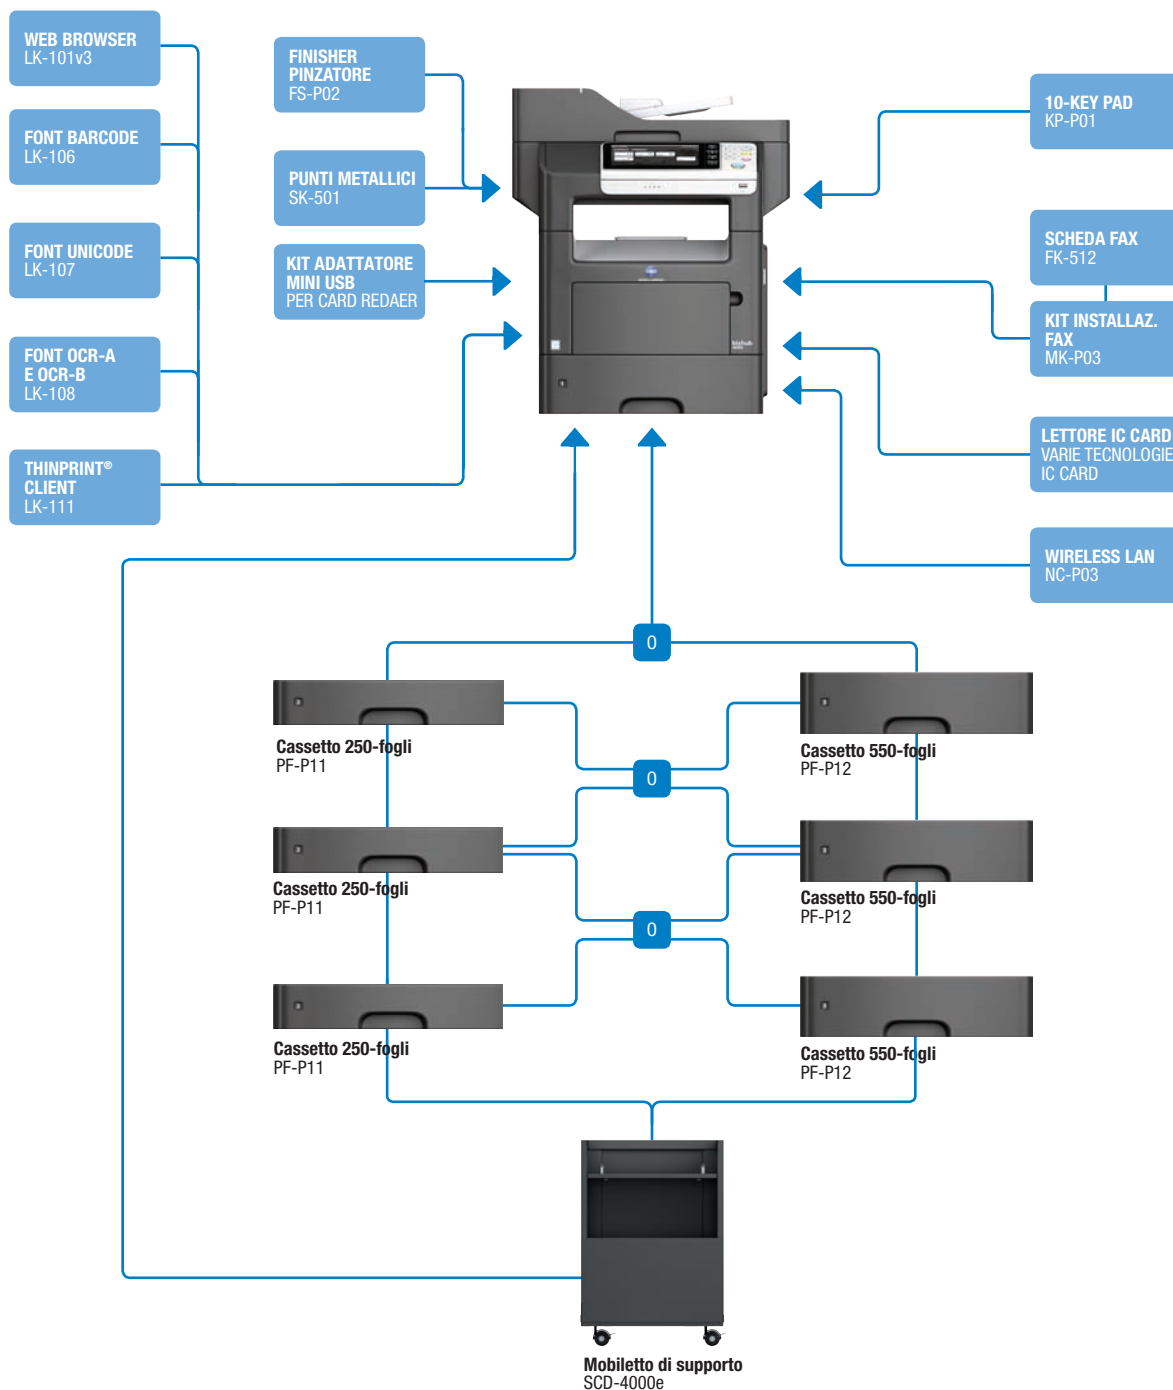 WEB BROWSER
LK-101v3
FONT BARCODE
LK-106
FONT UNICODE
LK-107
FONT OCR-A
E OCR-B
LK-108
THINPRINT®
CLIENT
LK-111
FINISHER
PINZATORE
FS-P02
PUNTI METALLICI
SK-501
KIT ADATTATORE
MINI USB
PER CARD REDAER
bizhub
10-KEY PAD
KP-P01
SCHEDA FAX
FK-512
KIT INSTALLAZ.
FAX
MK-P03
LETTORE IC CARD
VARIE TECNOLOGIE
IC CARD
WIRELESS LAN
NC-P03
0
Cassetto 250-fogli
PF-P11
Cassetto 550-fogli
PF-P12
0
Cassetto 250-fogli
PF-P11
Cassetto 550-fogli
PF-P12
0
Cassetto 250-fogli
PF-P11
Cassetto 550-fogli
PF-P12
Mobiletto di supporto
SCD-4000e